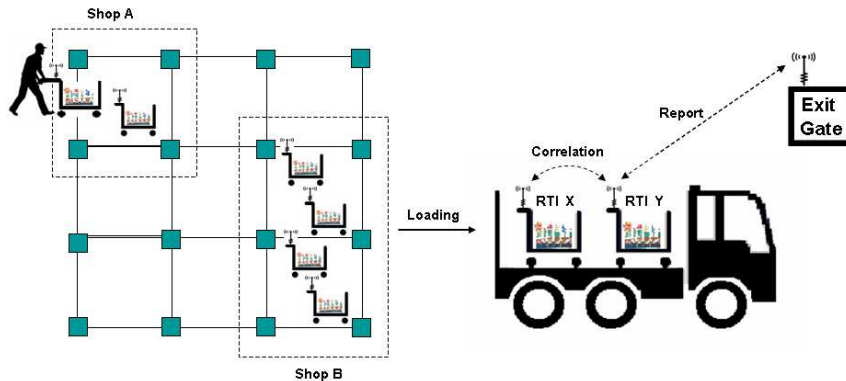 Shop A
Exit
Gate
Report
Correlation
RTI X
RTI Y
Loading
Shop B